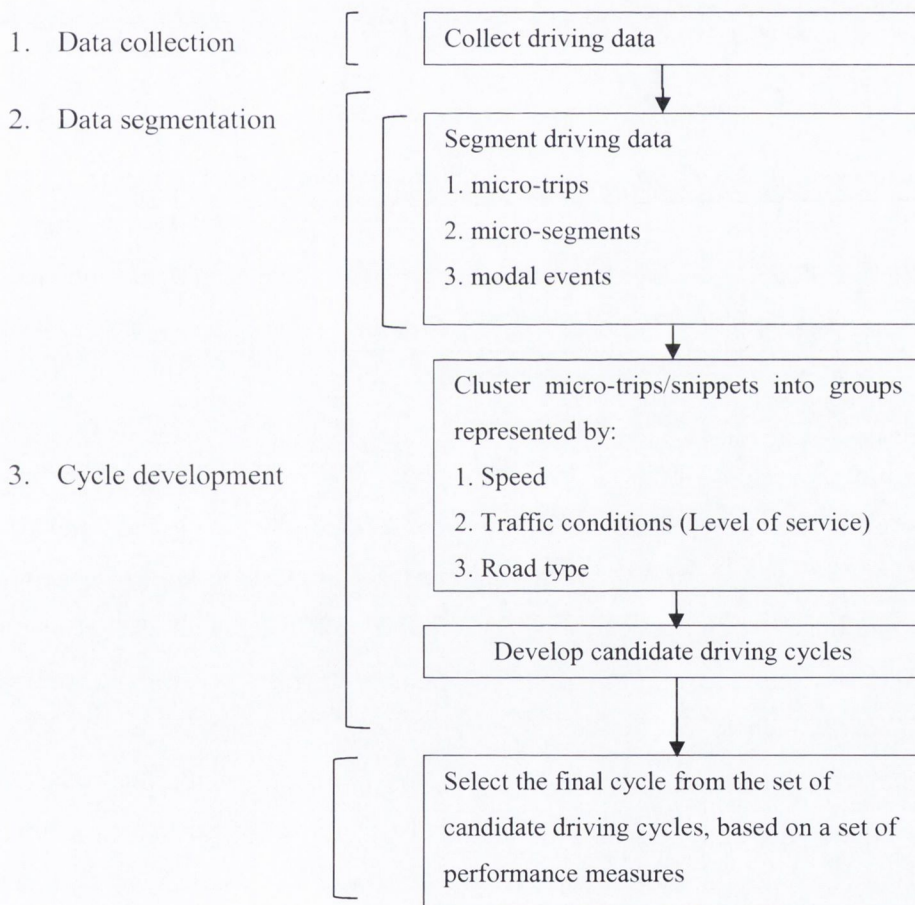 1. Data collection
Collect driving data
2. Data segmentation
Segment driving data
1. micro-trips
2. micro-segments
3. modal events
3. Cycle development
Cluster micro-trips/snippets into groups
represented by:
1. Speed
2. Traffic conditions (Level of service)
3. Road type
Develop candidate driving cycles
Select the final cycle from the set of
candidate driving cycles, based on a set of
performance measures